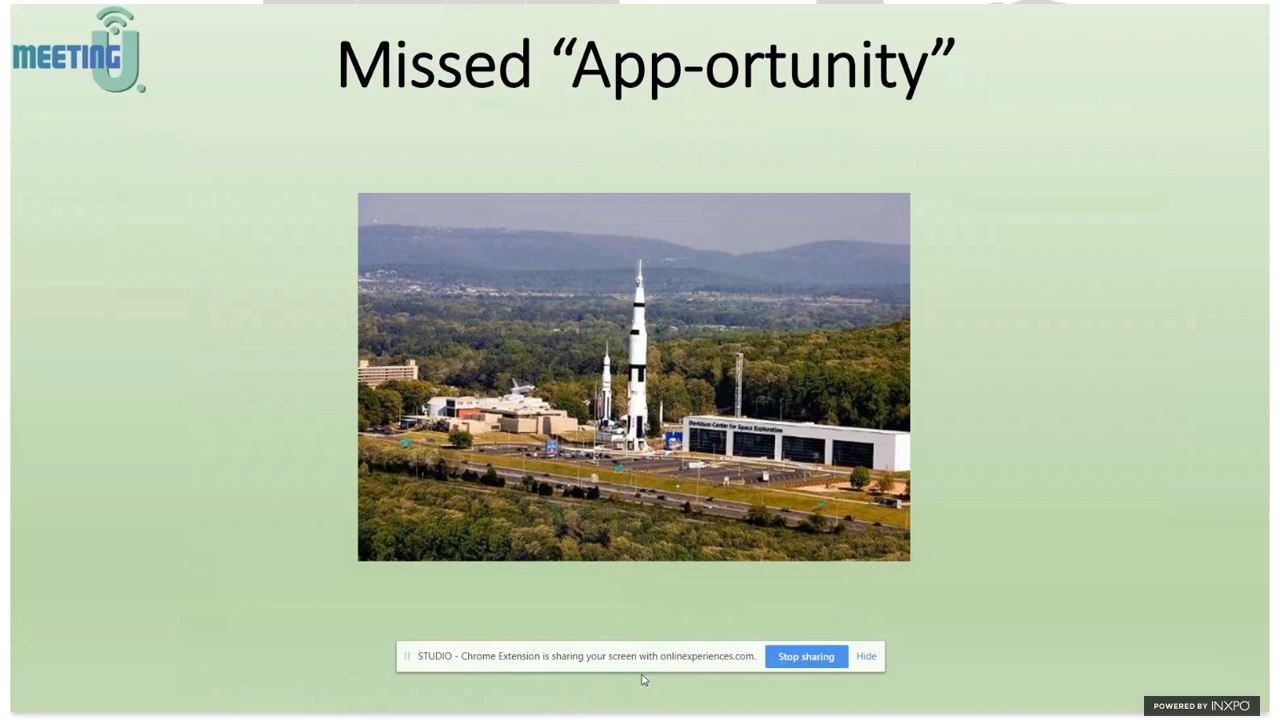 MEETING U
Missed “App-ortunity”
Davidson Center for Space Exploration
STUDIO - Chrome Extension is sharing your screen with onlinexperiences.com.
Stop sharing
Hide
POWERED BY INXPO